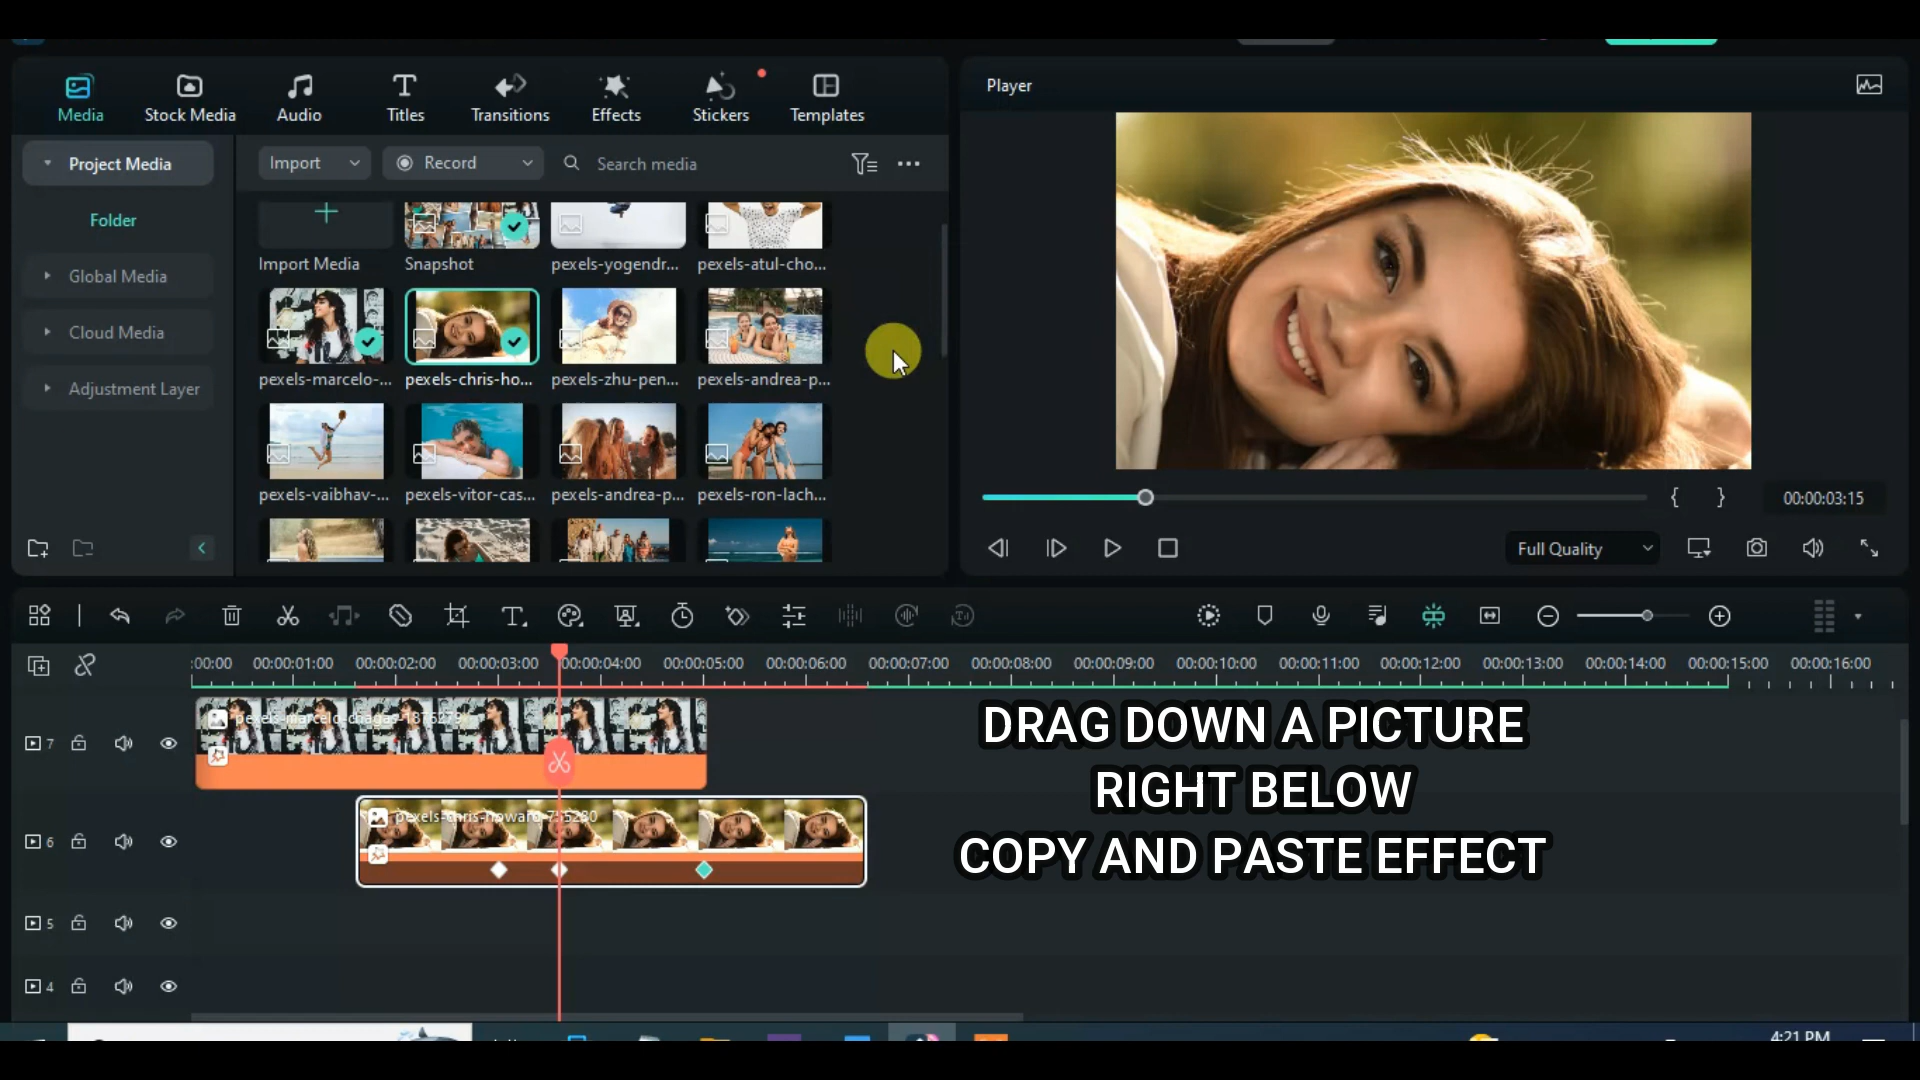 Media
Stock Media
Audio
Titles
Transitions
Effects
Stickers
Templates
Player
Project Media
Import
Record
Search media
Folder
Global Media
Cloud Media
Adjustment Layer
Import Media
Snapshot
pexels-yogendr...
pexels-atul-cho...
pexels-marcelo-...
pexels-chris-ho...
pexels-zhu-pen...
pexels-andrea-p...
pexels-vaibhav-...
pexels-vitor-cas...
pexels-andrea-p...
pexels-ron-lach...
{ }
00:00:03:15
Full Quality
:00:00 00:00:01:00 00:00:02:00 00:00:03:00 00:00:04:00 00:00:05:00 00:00:06:00 00:00:07:00 00:00:08:00 00:00:09:00 00:00:10:00 00:00:11:00 00:00:12:00 00:00:13:00 00:00:14:00 00:00:15:00 00:00:16:00
7
6
pexels-chris-howard-755280
5
4
DRAG DOWN A PICTURE
RIGHT BELOW
COPY AND PASTE EFFECT
4:21 PM